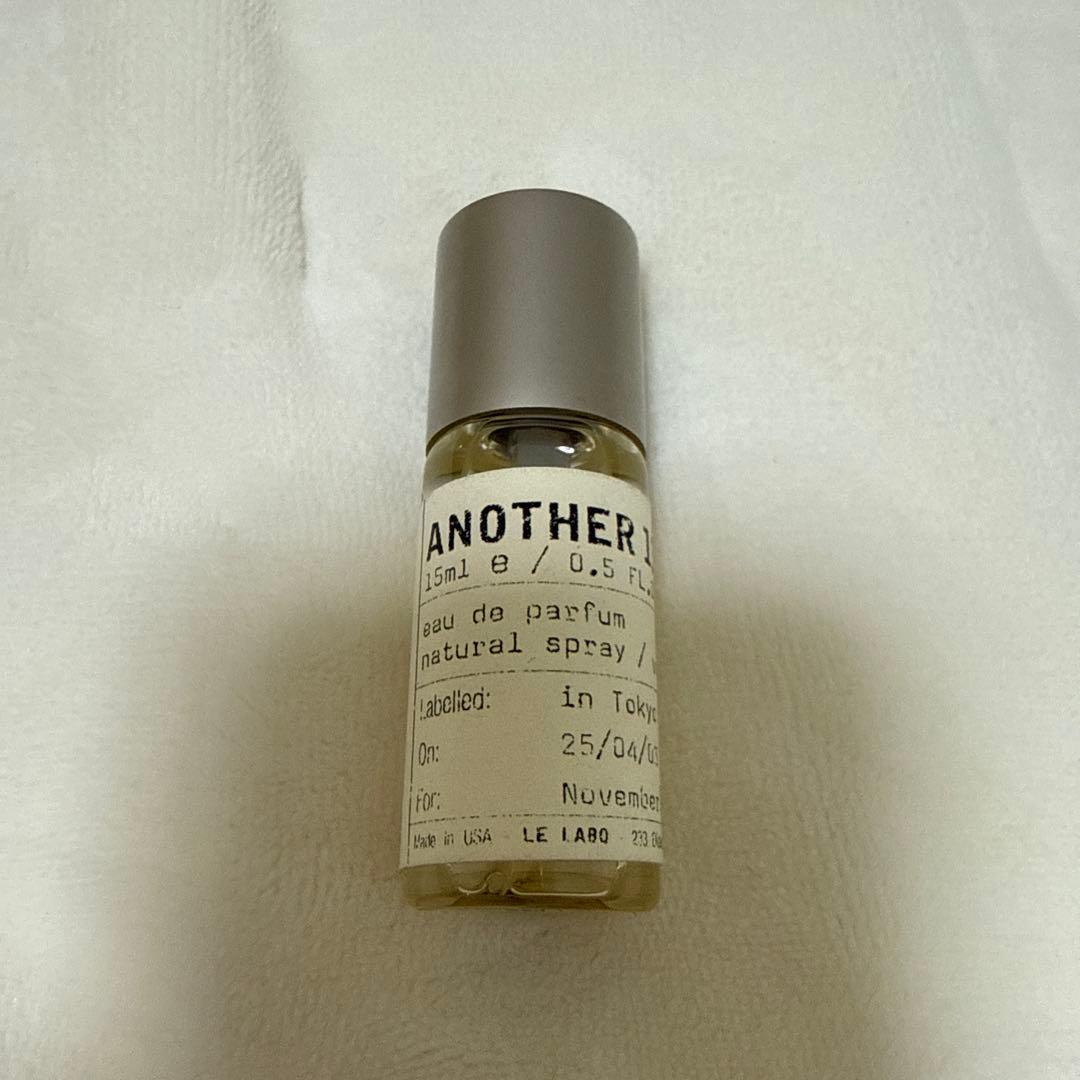 ANOTHER 1
15ml e / 0.5 FL.
eau de parfum
natural spray /
Labelled: in Tokyo
On: 25/04/0
For: November
Made in USA LE LABO - 233